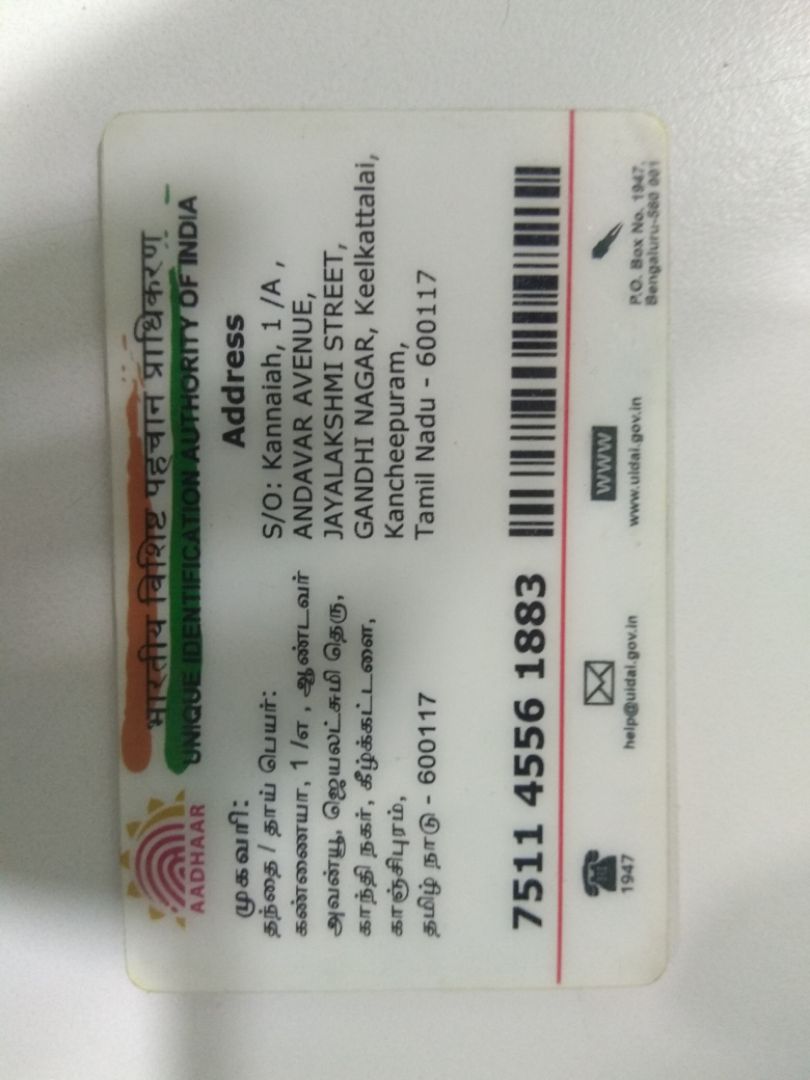 भारतीय विशिष्ट पहचान प्राधिकरण
UNIQUE IDENTIFICATION AUTHORITY OF INDIA
AADHAAR
முகவரி:
தந்தை / தாய் பெயர்:
கண்ணையா, 1 /எ , ஆண்டவர்
அவன்யூ, ஜெயலட்சுமி தெரு,
காந்தி நகர், கீழ்க்கட்டளை,
காஞ்சிபுரம்,
தமிழ் நாடு - 600117
Address
S/O: Kannaiah, 1 /A ,
ANDAVAR AVENUE,
JAYALAKSHMI STREET,
GANDHI NAGAR, Keelkattalai,
Kancheepuram,
Tamil Nadu - 600117
7511 4556 1883
1947
help@uidai.gov.in
WWW
www.uidai.gov.in
P.O. Box No. 1947,
Bengaluru-560 001